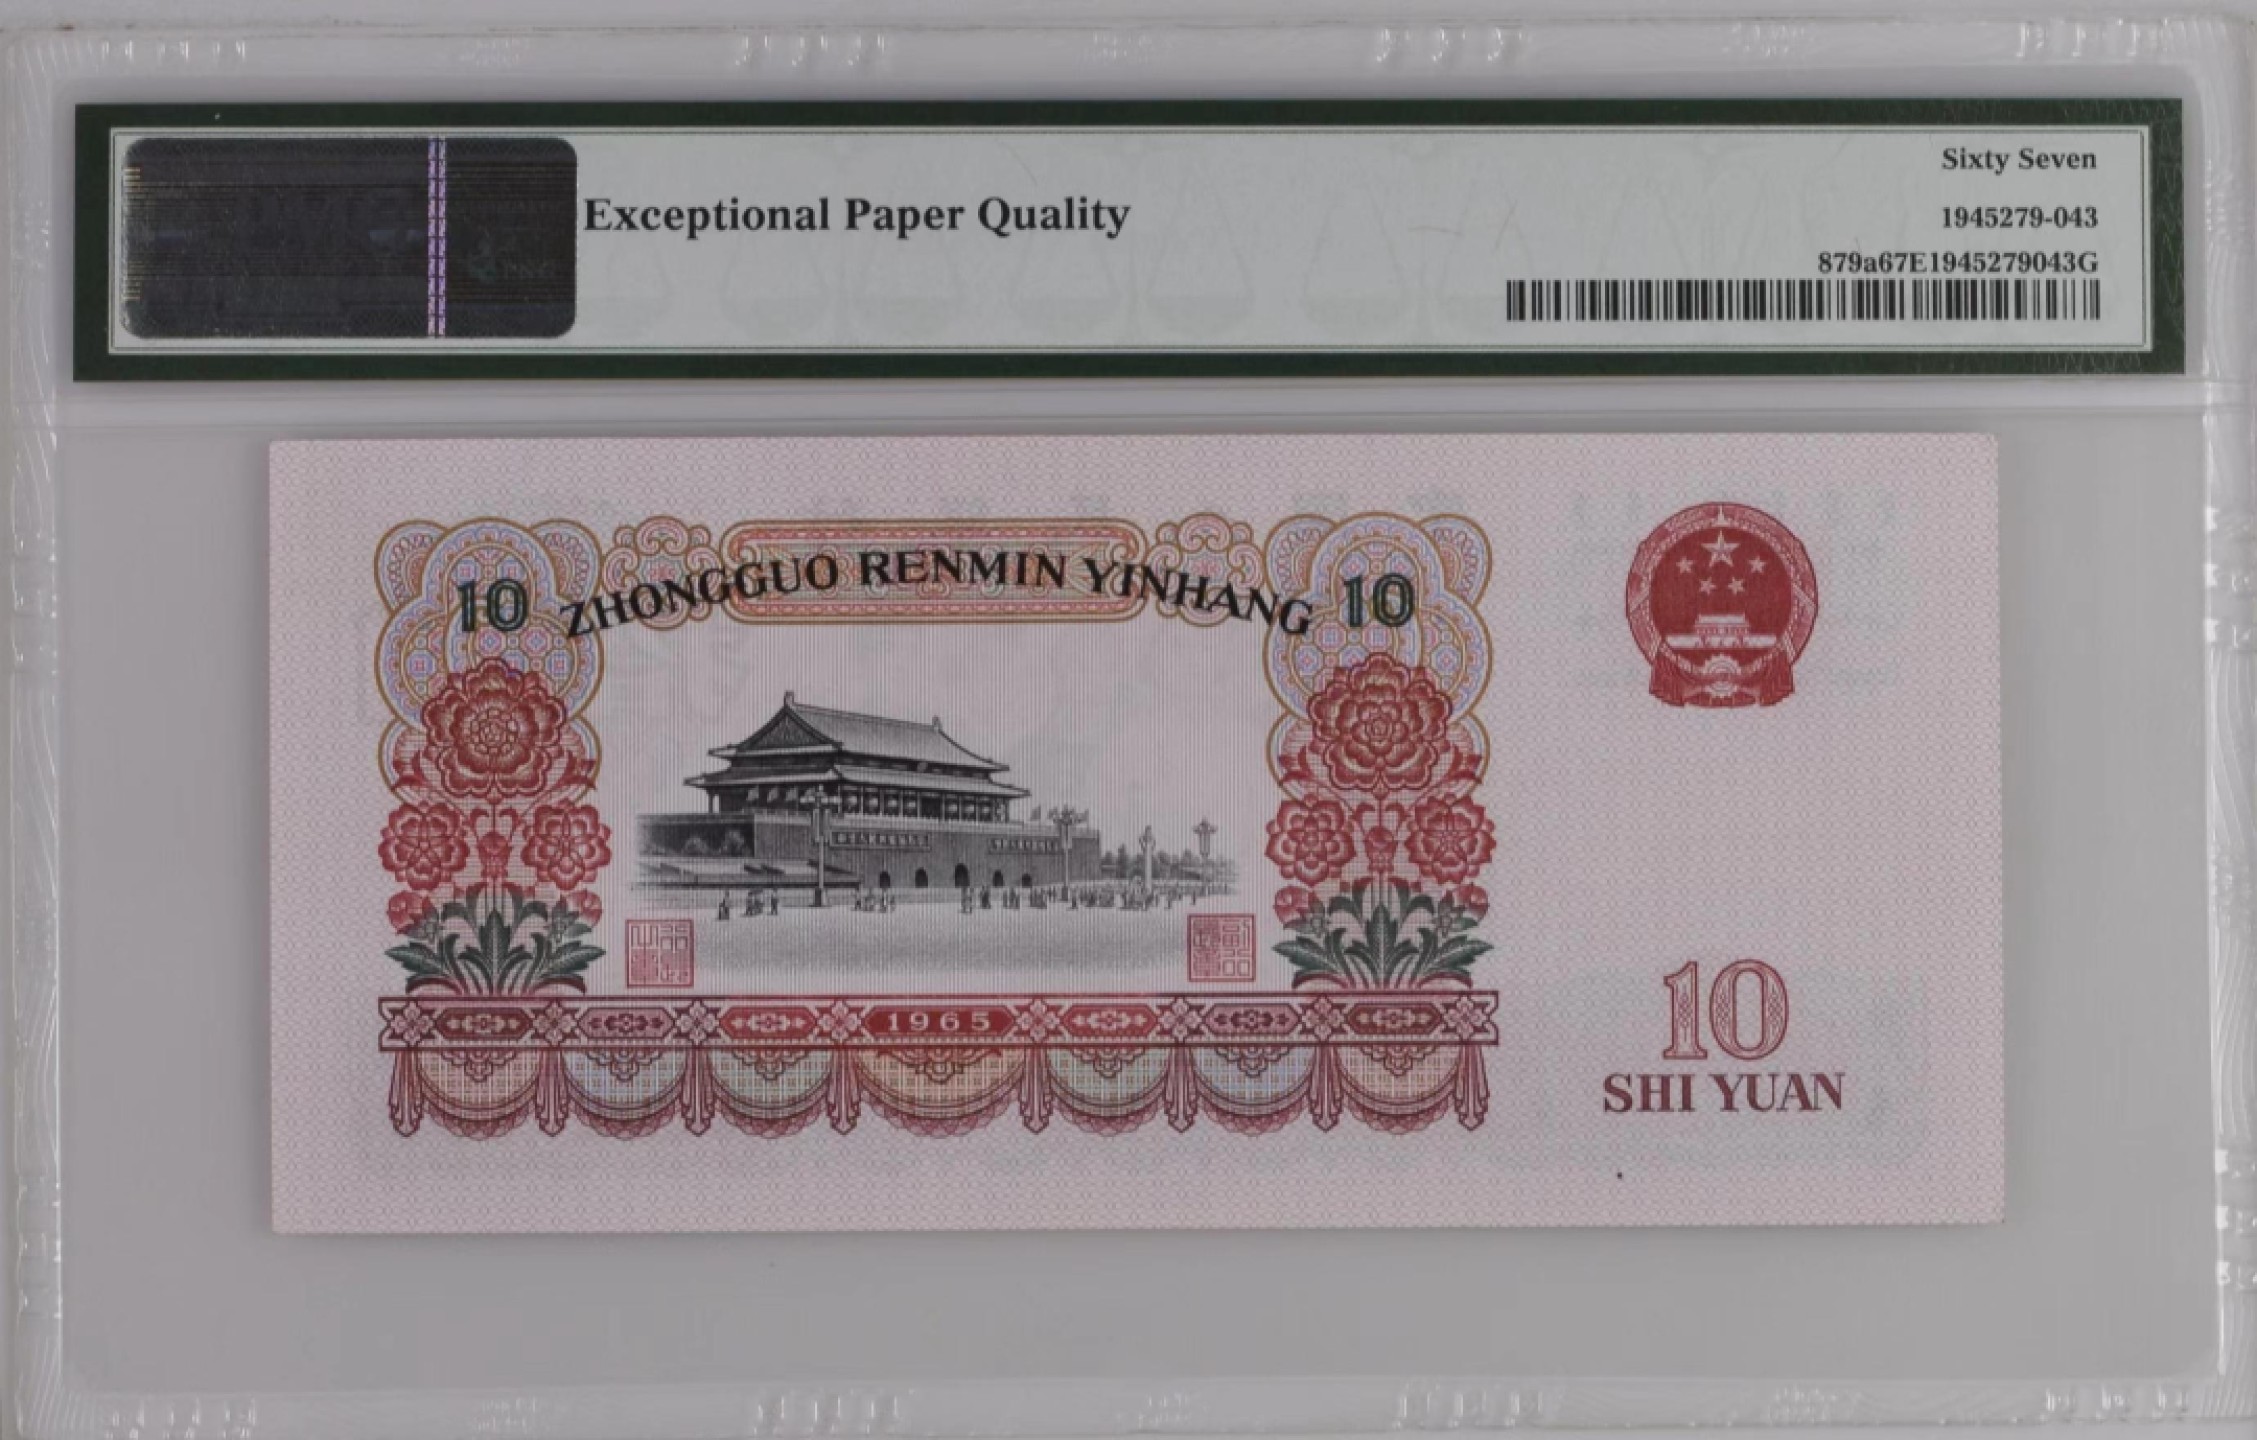 Sixty Seven
Exceptional Paper Quality
1945279-043
879a67E1945279043G
10 ZHONGGUO RENMIN YINHANG 10
1965
10
SHI YUAN